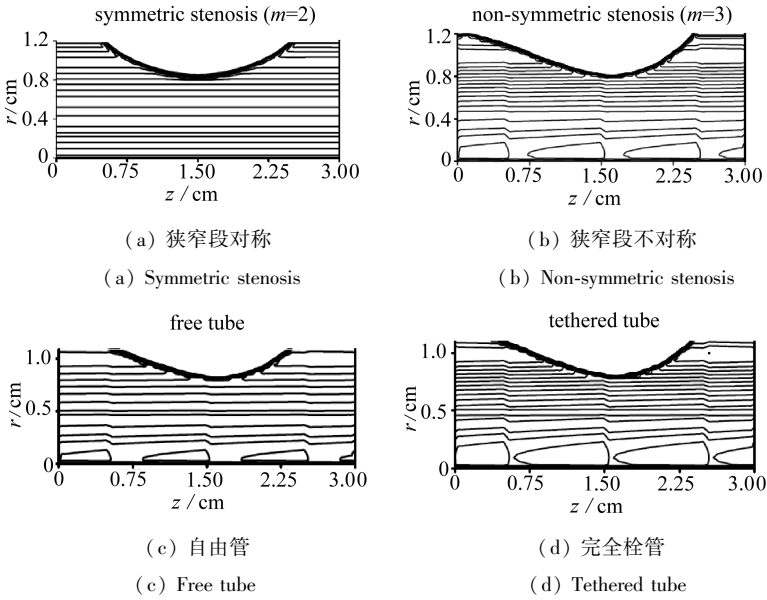 symmetric stenosis (m=2)
1.2
0.8
0.4
0
r/cm
0 0.75 1.50 2.25 3.00
z / cm
(a) 狭窄段对称
(a) Symmetric stenosis
non-symmetric stenosis (m=3)
1.2
0.8
0.4
0
r/cm
0 0.75 1.50 2.25 3.00
z / cm
(b) 狭窄段不对称
(b) Non-symmetric stenosis
free tube
1.0
0.5
0
r/cm
0 0.75 1.50 2.25 3.00
z / cm
(c) 自由管
(c) Free tube
tethered tube
1.0
0.5
0
r/cm
0 0.75 1.50 2.25 3.00
z / cm
(d) 完全栓管
(d) Tethered tube